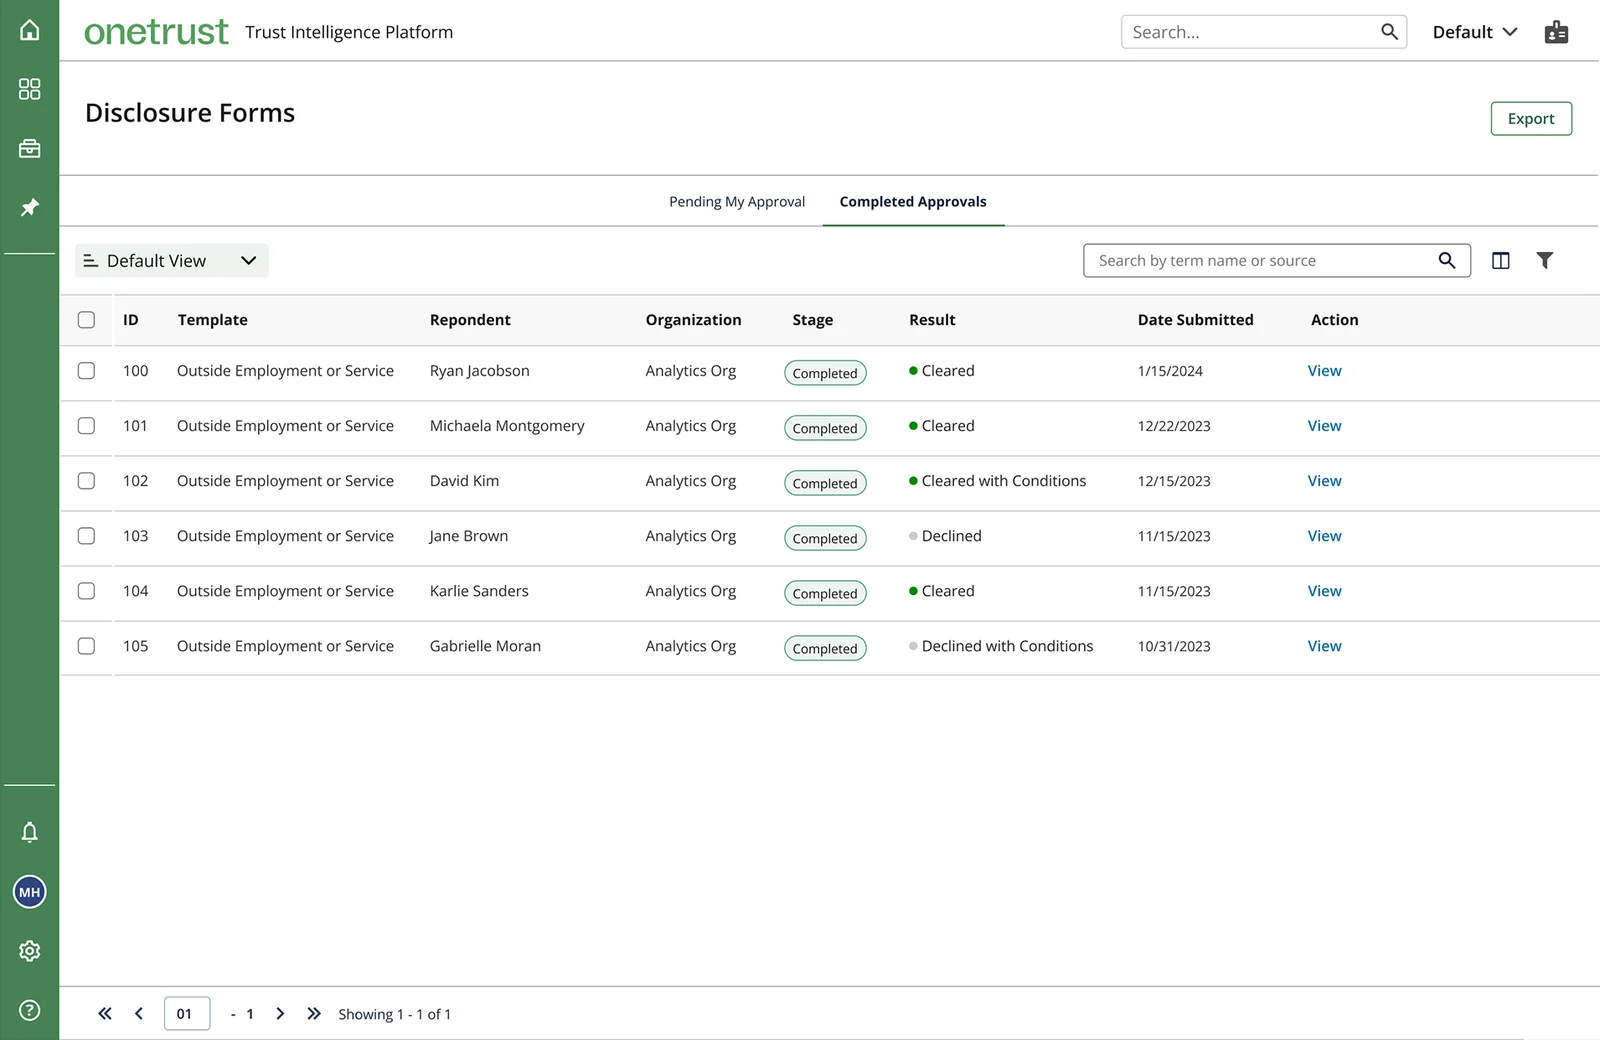 onetrust Trust Intelligence Platform Search... Default
Disclosure Forms
Export
Pending My Approval Completed Approvals
Default View Search by term name or source
ID Template Repondent Organization Stage Result Date Submitted Action
100 Outside Employment or Service Ryan Jacobson Analytics Org Completed Cleared 1/15/2024 View
101 Outside Employment or Service Michaela Montgomery Analytics Org Completed Cleared 12/22/2023 View
102 Outside Employment or Service David Kim Analytics Org Completed Cleared with Conditions 12/15/2023 View
103 Outside Employment or Service Jane Brown Analytics Org Completed Declined 11/15/2023 View
104 Outside Employment or Service Karlie Sanders Analytics Org Completed Cleared 11/15/2023 View
105 Outside Employment or Service Gabrielle Moran Analytics Org Completed Declined with Conditions 10/31/2023 View
MH
01 - 1 Showing 1 - 1 of 1